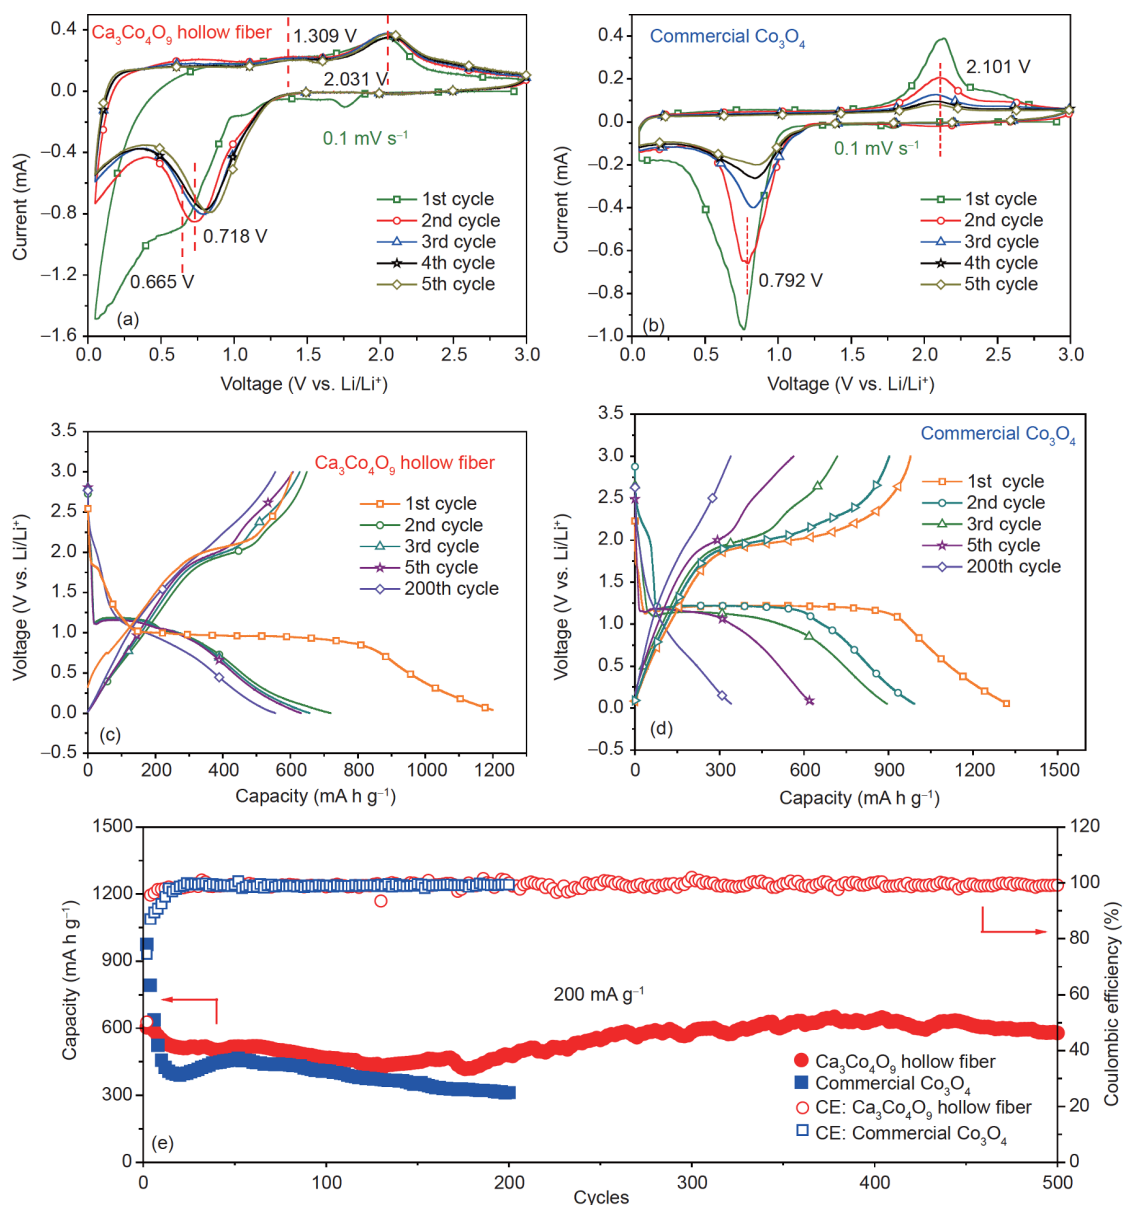 Ca₃Co₄O₉ hollow fiber
1.309 V
2.031 V
0.1 mV s⁻¹
0.718 V
0.665 V
1st cycle
2nd cycle
3rd cycle
4th cycle
5th cycle
(a)
0.4
0.0
−0.4
−0.8
−1.2
−1.6
Current (mA)
0.0 0.5 1.0 1.5 2.0 2.5 3.0
Voltage (V vs. Li/Li⁺)
Commercial Co₃O₄
2.101 V
0.1 mV s⁻¹
0.792 V
1st cycle
2nd cycle
3rd cycle
4th cycle
5th cycle
(b)
0.4
0.2
0.0
−0.2
−0.4
−0.6
−0.8
−1.0
Current (mA)
0.0 0.5 1.0 1.5 2.0 2.5 3.0
Voltage (V vs. Li/Li⁺)
Ca₃Co₄O₉ hollow fiber
1st cycle
2nd cycle
3rd cycle
5th cycle
200th cycle
(c)
3.5
3.0
2.5
2.0
1.5
1.0
0.5
0.0
−0.5
Voltage (V vs. Li/Li⁺)
0 200 400 600 800 1000 1200
Capacity (mA h g⁻¹)
Commercial Co₃O₄
1st cycle
2nd cycle
3rd cycle
5th cycle
200th cycle
(d)
3.5
3.0
2.5
2.0
1.5
1.0
0.5
0.0
−0.5
Voltage (V vs. Li/Li⁺)
0 300 600 900 1200 1500
Capacity (mA h g⁻¹)
1500
1200
900
600
300
0
Capacity (mA h g⁻¹)
200 mA g⁻¹
Ca₃Co₄O₉ hollow fiber
Commercial Co₃O₄
CE: Ca₃Co₄O₉ hollow fiber
CE: Commercial Co₃O₄
(e)
120
100
80
60
40
20
0
Coulombic efficiency (%)
0 100 200 300 400 500
Cycles